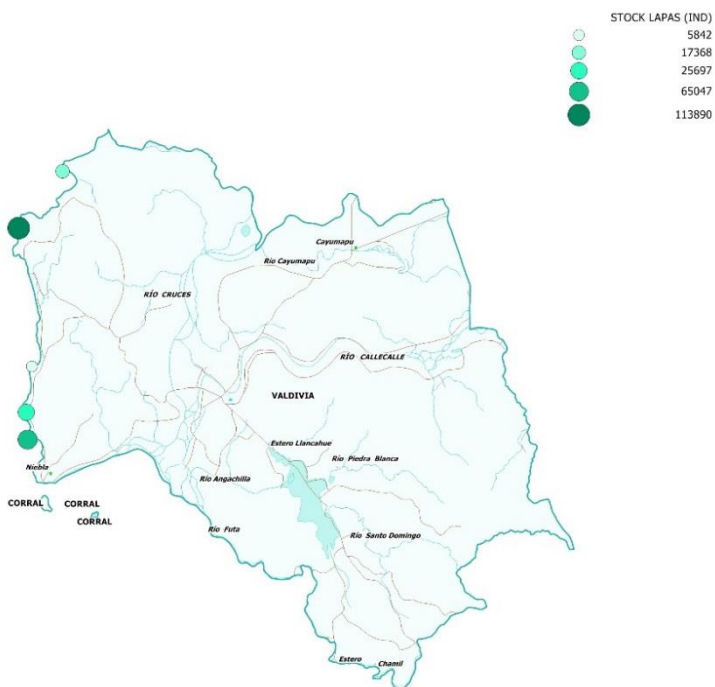 STOCK LAPAS (IND)
5842
17368
25697
65047
113890
Cayumapu
Río Cayumapu
RÍO CRUCES
RÍO CALLECALLE
VALDIVIA
Estero Llancahue
Río Piedra Blanca
Niebla
Río Angachilla
CORRAL
CORRAL
CORRAL
Río Futa
Río Santo Domingo
Estero Chamil